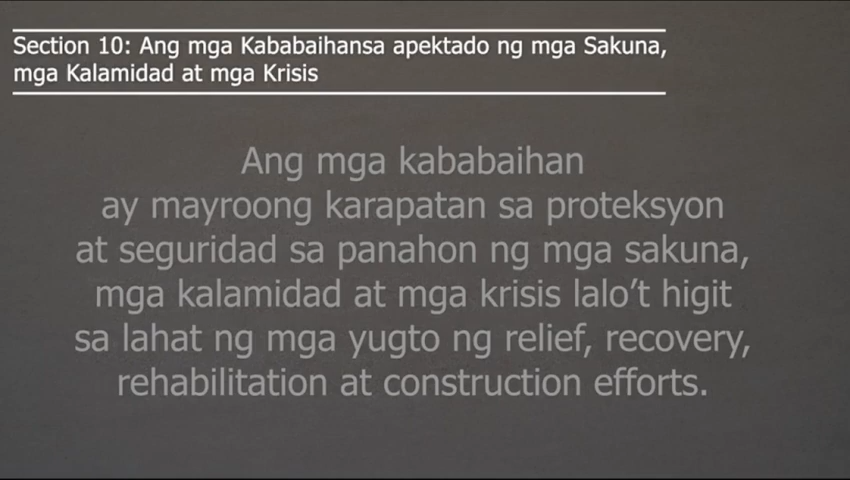 Section 10: Ang mga Kababaihansa apektado ng mga Sakuna,
mga Kalamidad at mga Krisis
Ang mga kababaihan
ay mayroong karapatan sa proteksyon
at seguridad sa panahon ng mga sakuna,
mga kalamidad at mga krisis lalo’t higit
sa lahat ng mga yugto ng relief, recovery,
rehabilitation at construction efforts.